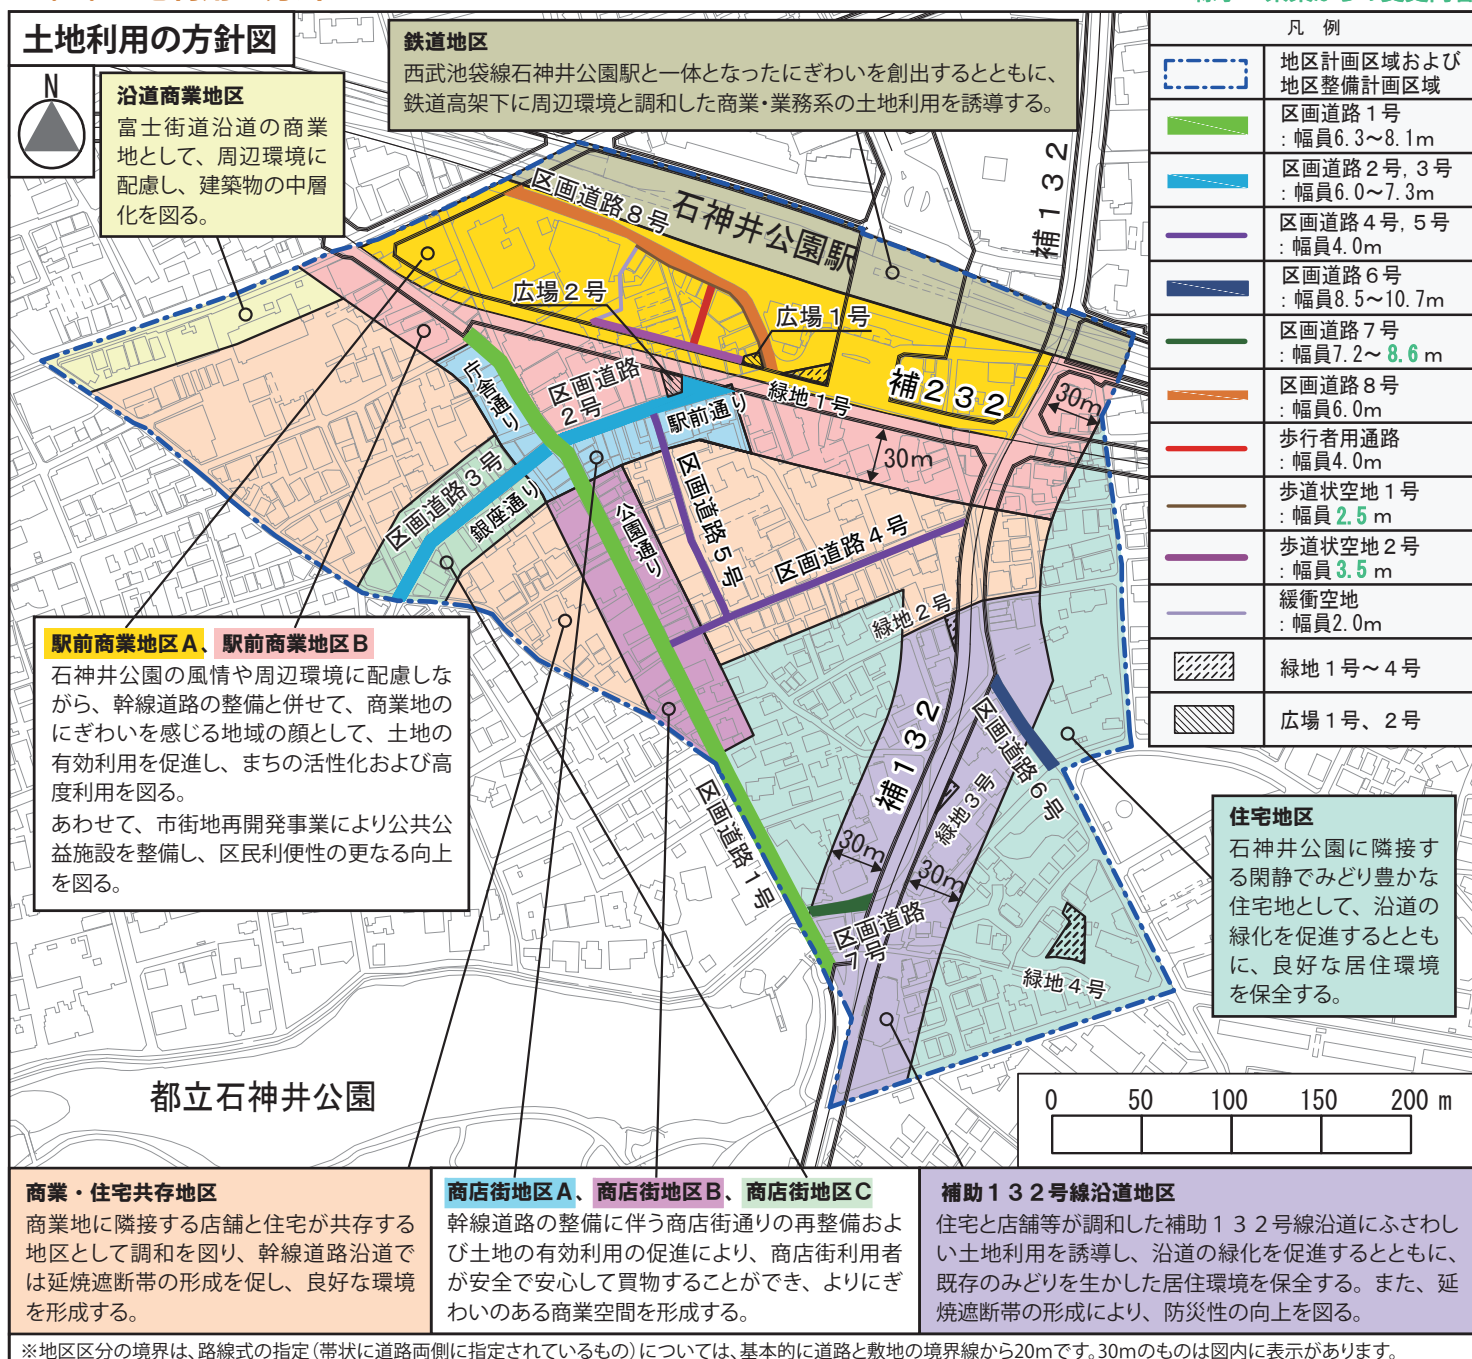 土地利用の方針図
N
沿道商業地区
富士街道沿道の商業
地として、周辺環境に
配慮し、建築物の中層
化を図る。
鉄道地区
西武池袋線石神井公園駅と一体となったにぎわいを創出するとともに、
鉄道高架下に周辺環境と調和した商業・業務系の土地利用を誘導する。
凡 例
地区計画区域および
地区整備計画区域
区画道路1号
：幅員6.3～8.1m
区画道路2号,3号
：幅員6.0～7.3m
区画道路4号,5号
：幅員4.0m
区画道路6号
：幅員8.5～10.7m
区画道路7号
：幅員7.2～8.6 m
区画道路8号
：幅員6.0m
歩行者用通路
：幅員4.0m
歩道状空地1号
：幅員 2.5 m
歩道状空地2号
：幅員 3.5 m
緩衝空地
：幅員2.0m
緑地1号～4号
広場1号、2号
補132
区画道路8号
石神井公園駅
広場2号
広場1号
庁舎通り
区画道路
2号
駅前通り
緑地1号
補232
30m
30m
区画道路3号
銀座通り
公園通り
区画道路5号
区画道路4号
緑地2号
補132
区画道路6号
緑地3号
区画道路1号
30m
30m
区画道路
7号
緑地4号
駅前商業地区A、駅前商業地区B
石神井公園の風情や周辺環境に配慮しな
がら、幹線道路の整備と併せて、商業地の
にぎわいを感じる地域の顔として、土地の
有効利用を促進し、まちの活性化および高
度利用を図る。
あわせて、市街地再開発事業により公共公
益施設を整備し、区民利便性の更なる向上
を図る。
住宅地区
石神井公園に隣接す
る閑静でみどり豊かな
住宅地として、沿道の
緑化を促進するととも
に、良好な居住環境
を保全する。
都立石神井公園
0 50 100 150 200 m
商業・住宅共存地区
商業地に隣接する店舗と住宅が共存する
地区として調和を図り、幹線道路沿道で
は延焼遮断帯の形成を促し、良好な環境
を形成する。
商店街地区A、商店街地区B、商店街地区C
幹線道路の整備に伴う商店街通りの再整備およ
び土地の有効利用の促進により、商店街利用者
が安全で安心して買物することができ、よりにぎ
わいのある商業空間を形成する。
補助132号線沿道地区
住宅と店舗等が調和した補助132号線沿道にふさわし
い土地利用を誘導し、沿道の緑化を促進するとともに、
既存のみどりを生かした居住環境を保全する。また、延
焼遮断帯の形成により、防災性の向上を図る。
※地区区分の境界は、路線式の指定(帯状に道路両側に指定されているもの)については、基本的に道路と敷地の境界線から20mです。30mのものは図内に表示があります。